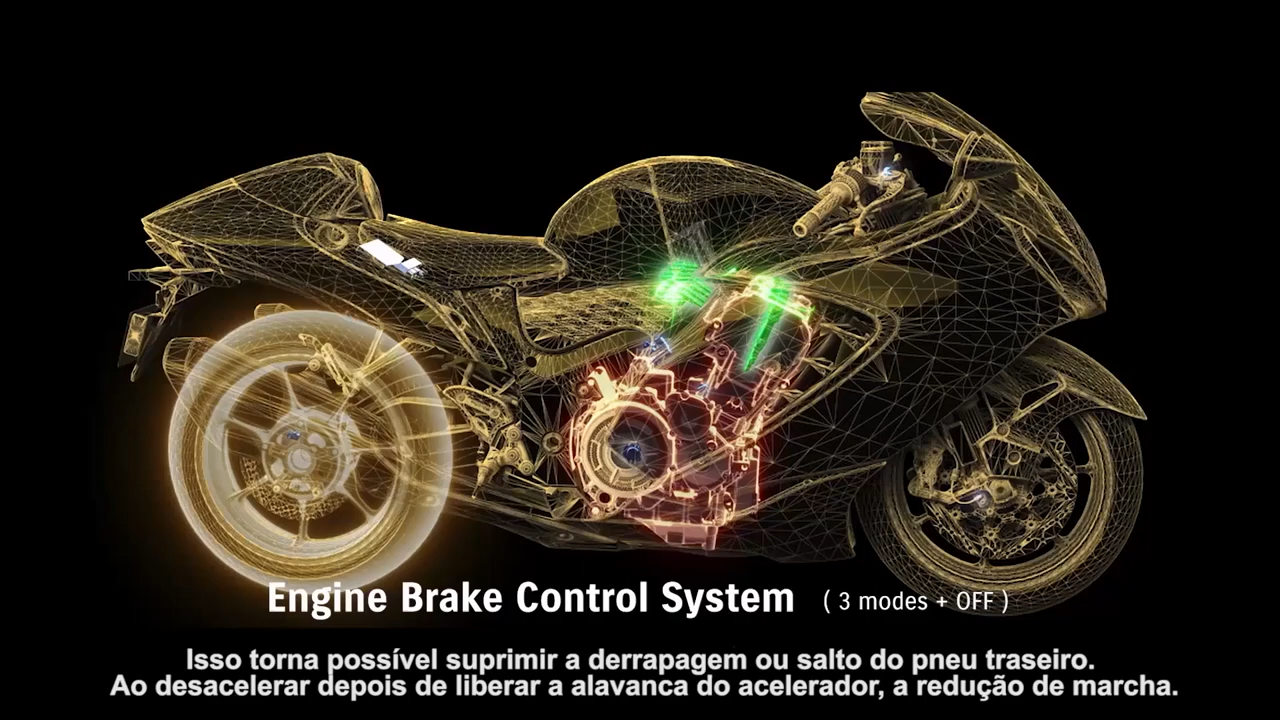 Engine Brake Control System ( 3 modes + OFF )
Isso torna possível suprimir a derrapagem ou salto do pneu traseiro.
Ao desacelerar depois de liberar a alavanca do acelerador, a redução de marcha.